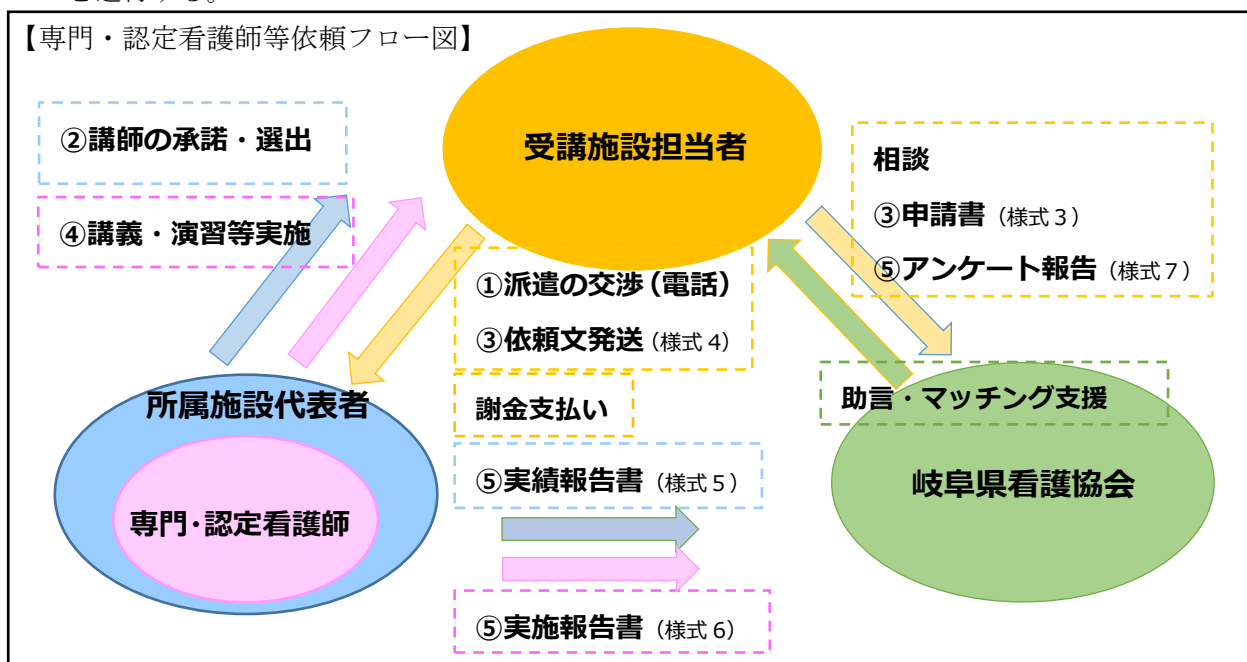 【専門・認定看護師等依頼フロー図】
②講師の承諾・選出
④講義・演習等実施
受講施設担当者
相談
③申請書（様式３）
⑤アンケート報告（様式７）
①派遣の交渉（電話）
③依頼文発送（様式４）
謝金支払い
助言・マッチング支援
所属施設代表者
専門・認定看護師
岐阜県看護協会
⑤実績報告書（様式５）
⑤実施報告書（様式６）